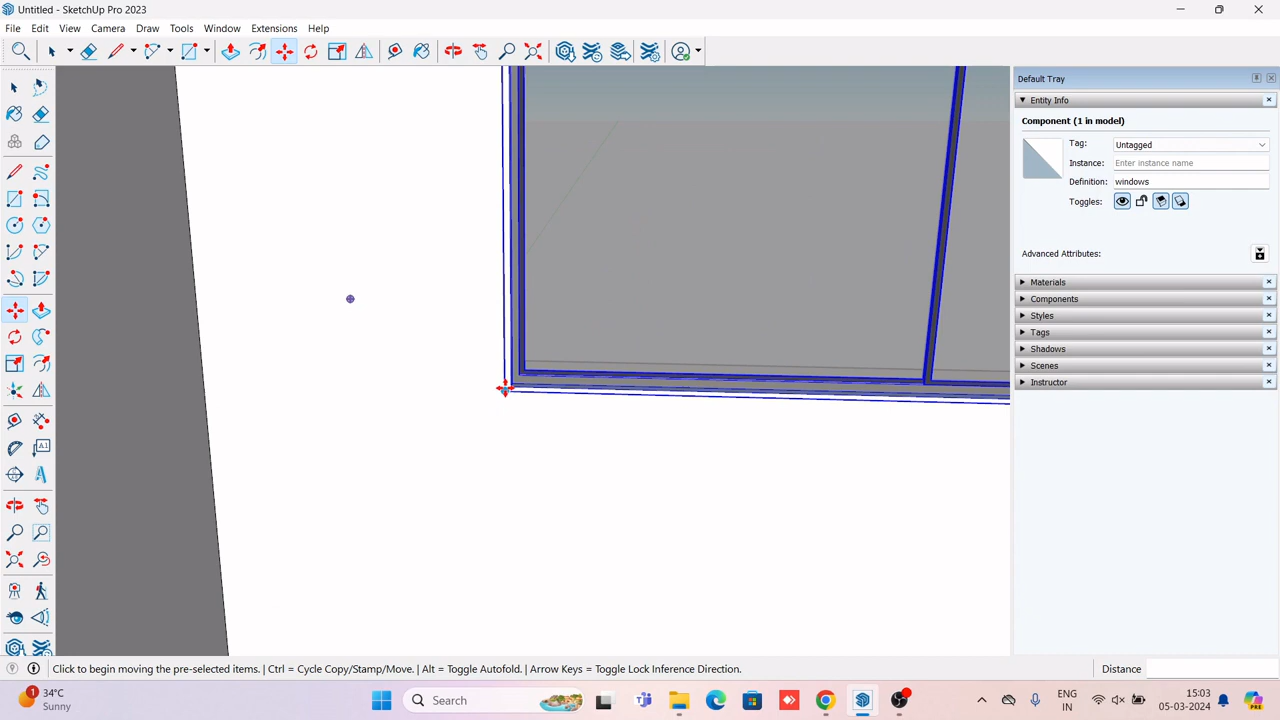 Untitled - SketchUp Pro 2023
File Edit View Camera Draw Tools Window Extensions Help
Default Tray
Entity Info
Component (1 in model)
Tag: Untagged
Instance: Enter instance name
Definition: windows
Toggles:
Advanced Attributes:
Materials
Components
Styles
Tags
Shadows
Scenes
Instructor
Click to begin moving the pre-selected items. | Ctrl = Cycle Copy/Stamp/Move. | Alt = Toggle Autofold. | Arrow Keys = Toggle Lock Inference Direction.
Distance
1
34°C
Sunny
Search
ENG
IN
15:03
05-03-2024